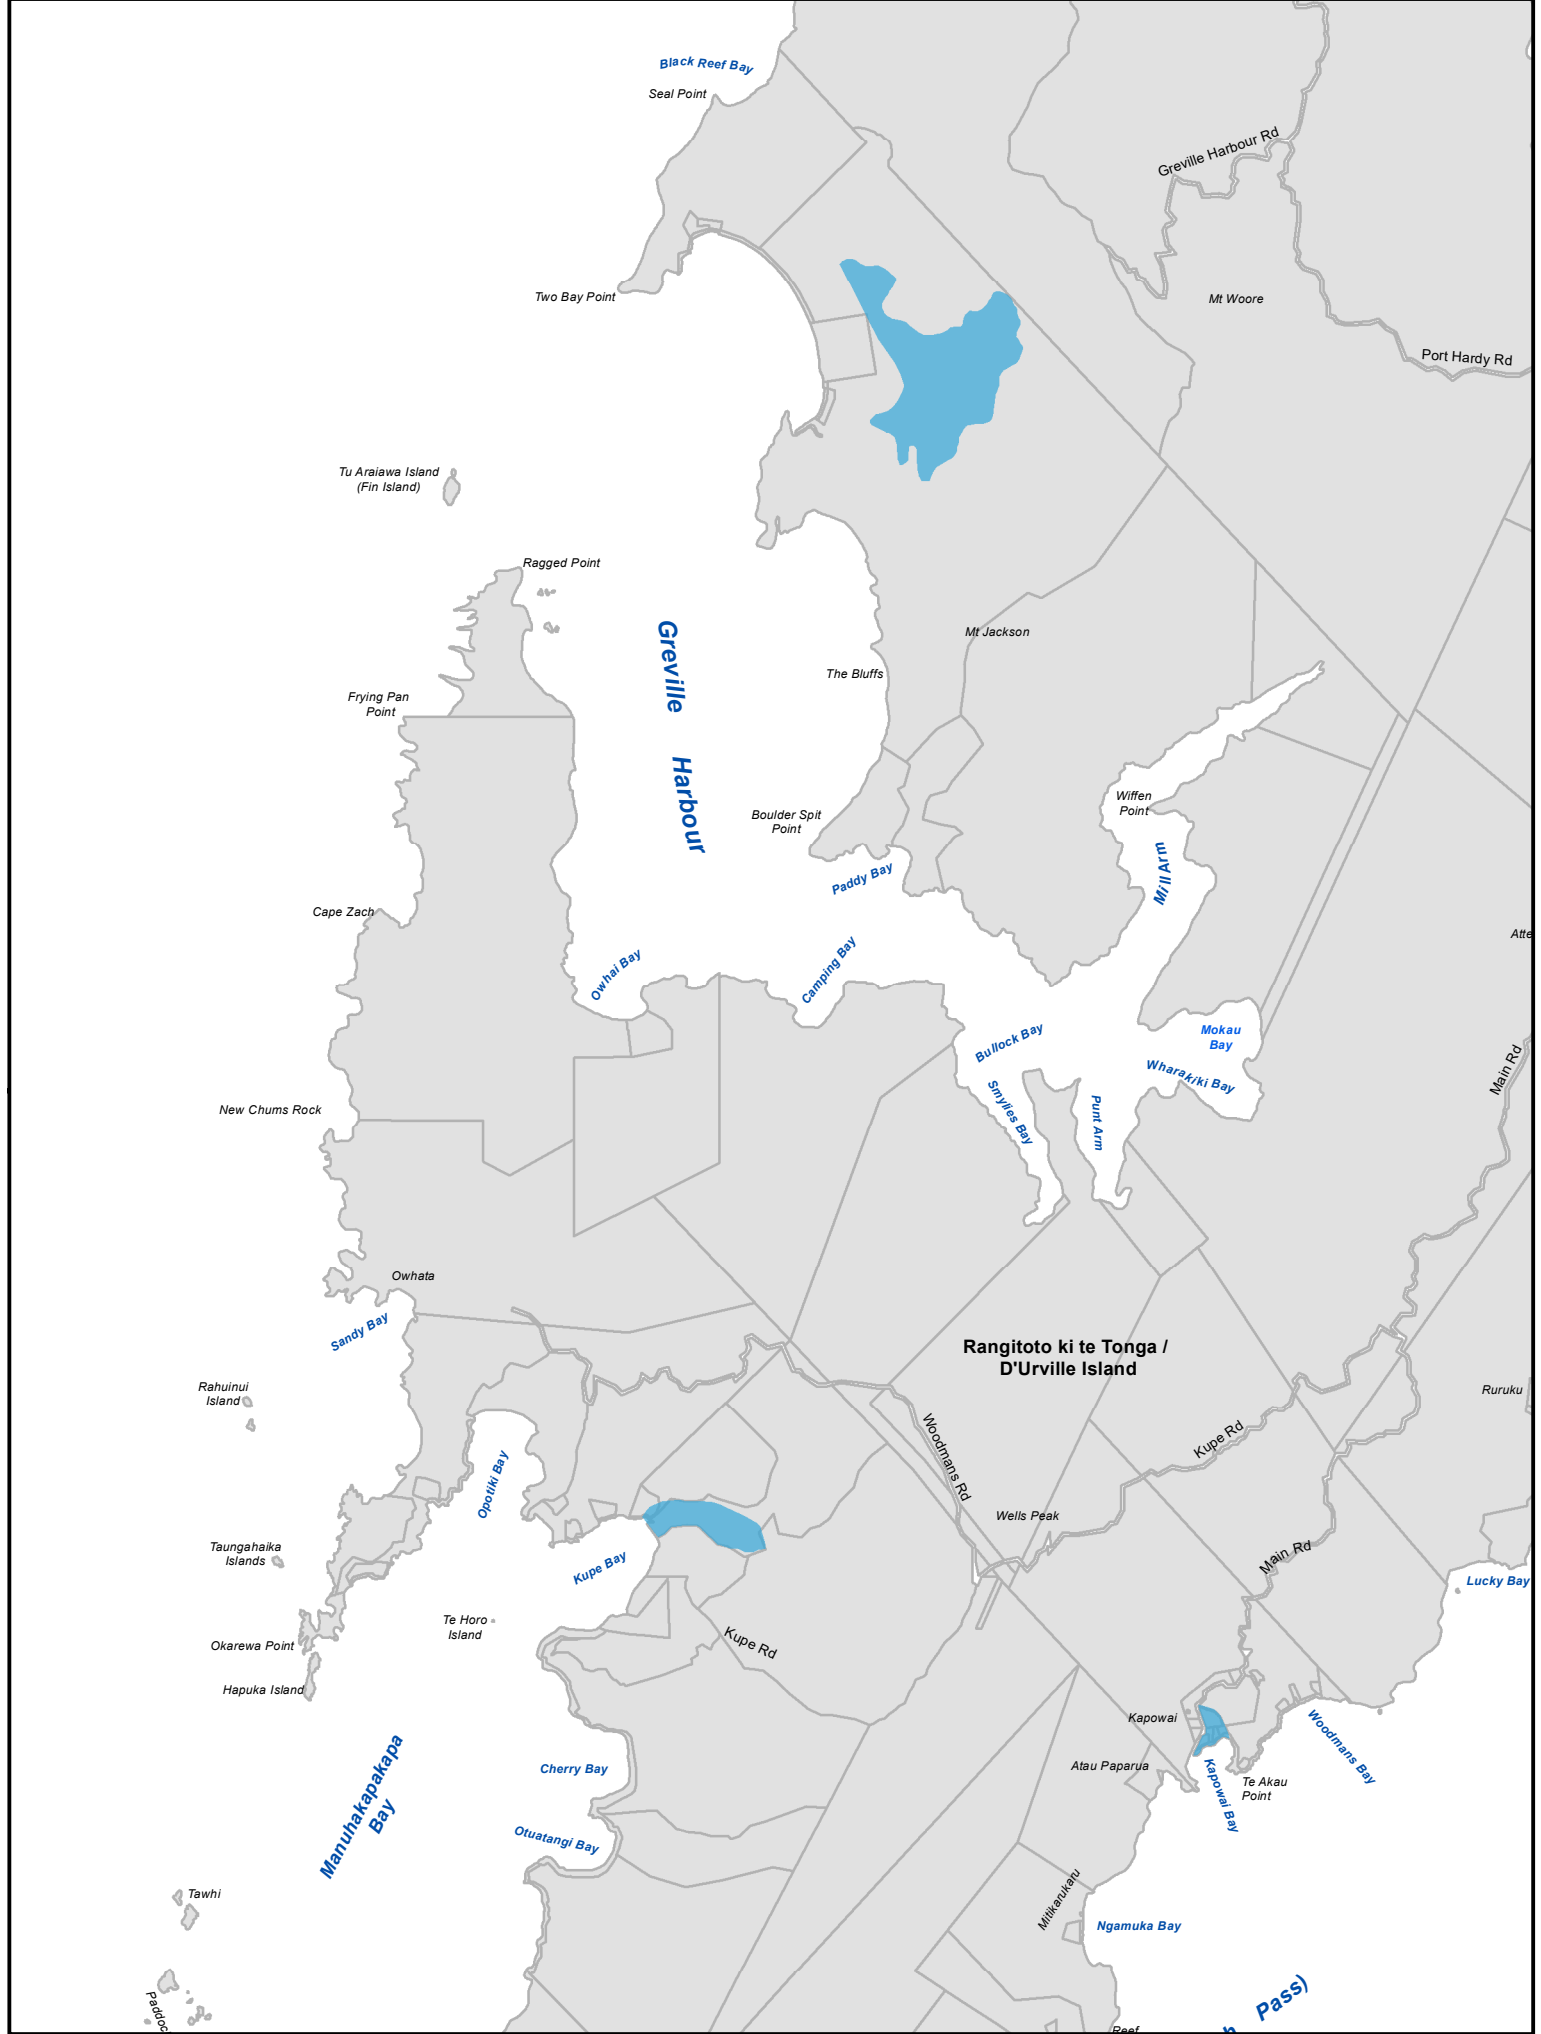 Black Reef Bay
Seal Point
Greville Harbour Rd
Two Bay Point
Mt Woore
Port Hardy Rd
Tu Araiawa Island
(Fin Island)
Ragged Point
Greville
Harbour
Mt Jackson
The Bluffs
Frying Pan
Point
Wiffen
Point
Boulder Spit
Point
Mill Arm
Paddy Bay
Cape Zach
Atte
Owhai Bay
Camping Bay
Mokau
Bay
Bullock Bay
Wharakiki Bay
Main Rd
Smylies Bay
Punt Arm
New Chums Rock
Owhata
Sandy Bay
Rangitoto ki te Tonga /
D'Urville Island
Rahuinui
Island
Ruruku
Woodmans Rd
Kupe Rd
Opotiki Bay
Wells Peak
Taungahaika
Islands
Kupe Bay
Main Rd
Lucky Bay
Te Horo
Island
Okarewa Point
Kupe Rd
Hapuka Island
Kapowai
Woodmans Bay
Manuhakapakapa
Bay
Cherry Bay
Atau Paparua
Kapowai Bay
Te Akau
Point
Otuatangi Bay
Tawhi
Mitikarukaru
Ngamuka Bay
Paddoc
Pass)
Reef